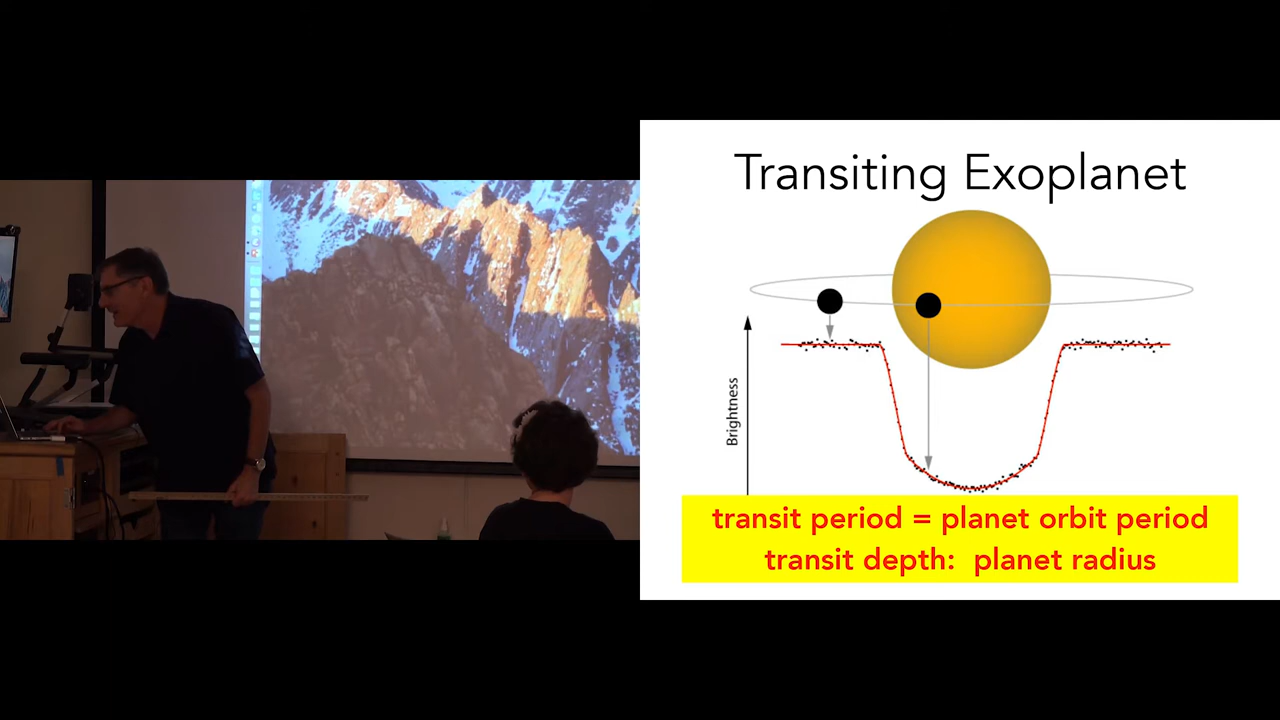 Transiting Exoplanet
Brightness
transit period = planet orbit period
transit depth: planet radius